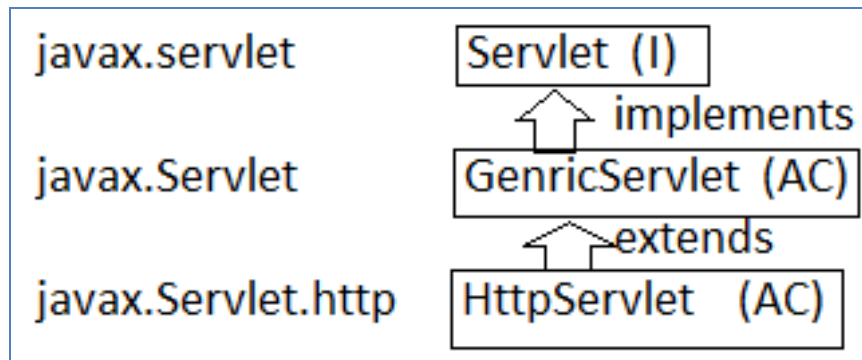 javax.servlet Servlet (I)
implements
javax.Servlet GenricServlet (AC)
extends
javax.Servlet.http HttpServlet (AC)